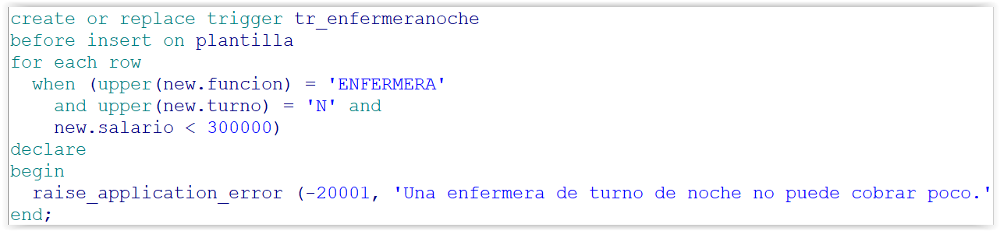 create or replace trigger tr_enfermeranoche
before insert on plantilla
for each row
  when (upper(new.funcion) = 'ENFERMERA'
    and upper(new.turno) = 'N' and
    new.salario < 300000)
declare
begin
  raise_application_error (-20001, 'Una enfermera de turno de noche no puede cobrar poco.'
end;